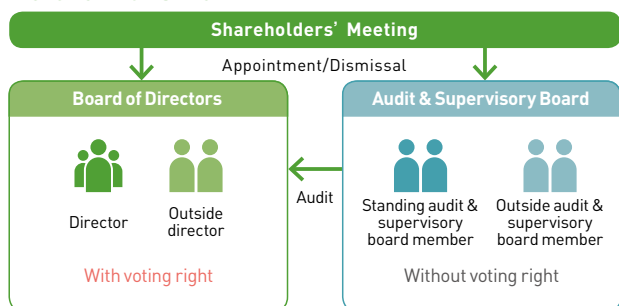 Shareholders’ Meeting
Appointment/Dismissal
Board of Directors
Audit & Supervisory Board
Audit
Director
Outside
director
Standing audit &
supervisory
board member
Outside audit &
supervisory
board member
With voting right
Without voting right